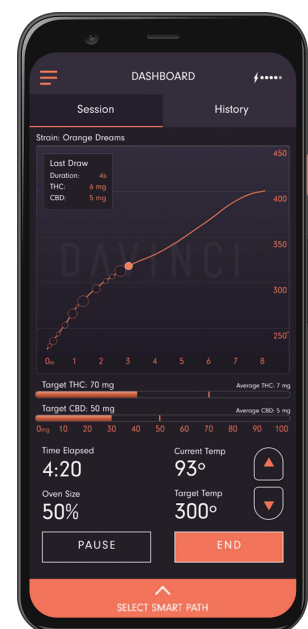 DASHBOARD
Session History
Strain: Orange Dreams
Last Draw
Duration: 4s
THC: 6 mg
CBD: 5 mg
450
400
350
300
250°
DAVINCI
0m 1 2 3 4 5 6 7 8
Target THC: 70 mg Average THC: 7 mg
Target CBD: 50 mg Average CBD: 5 mg
0mg 10 20 30 40 50 60 70 80 90 100
Time Elapsed Current Temp
4:20 93°
Oven Size Target Temp
50% 300°
PAUSE END
SELECT SMART PATH